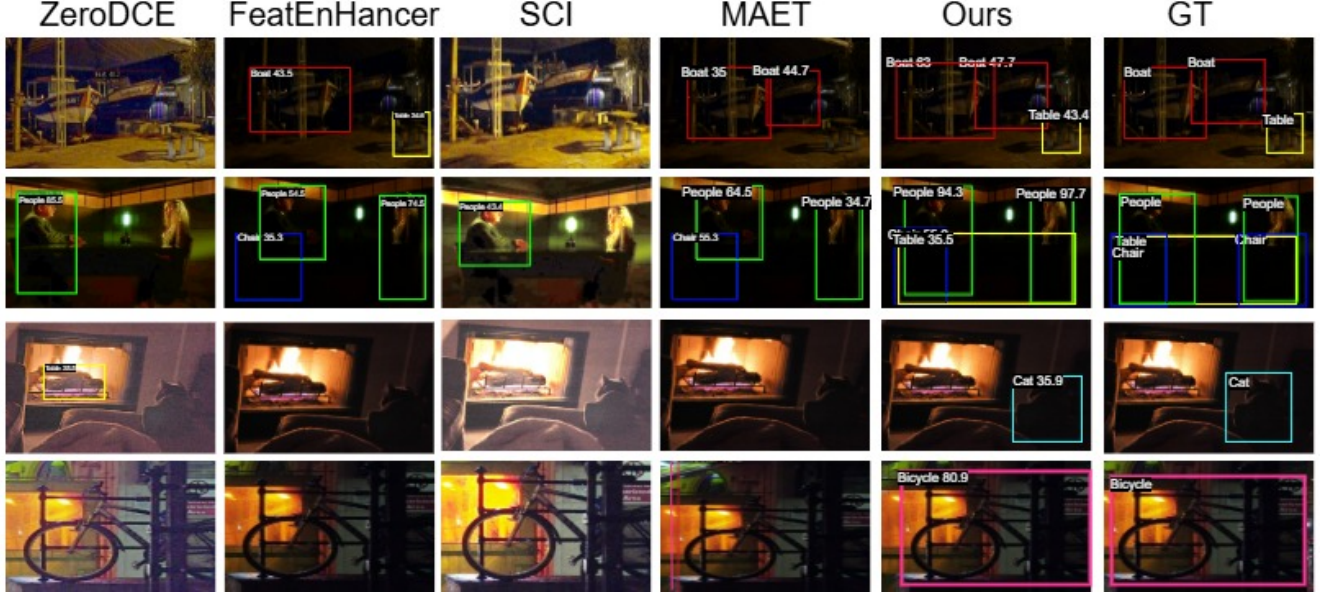 ZeroDCE FeatEnHancer SCI MAET Ours GT
Boat 43.5
Boat 35 Boat 44.7
Boat 63 Boat 47.7
Table 43.4
Boat Boat
Table
People 54.5
People 74.5
Chair 35.3
People 43.4
People 64.5
People 34.7
Chair 55.3
People 94.3 People 97.7
Table 35.5
People People
Table Chair
Chair
Cat 35.9
Cat
Bicycle 80.9
Bicycle